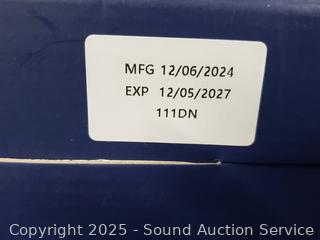 MFG 12/06/2024
EXP 12/05/2027
111DN
Copyright 2025 - Sound Auction Service